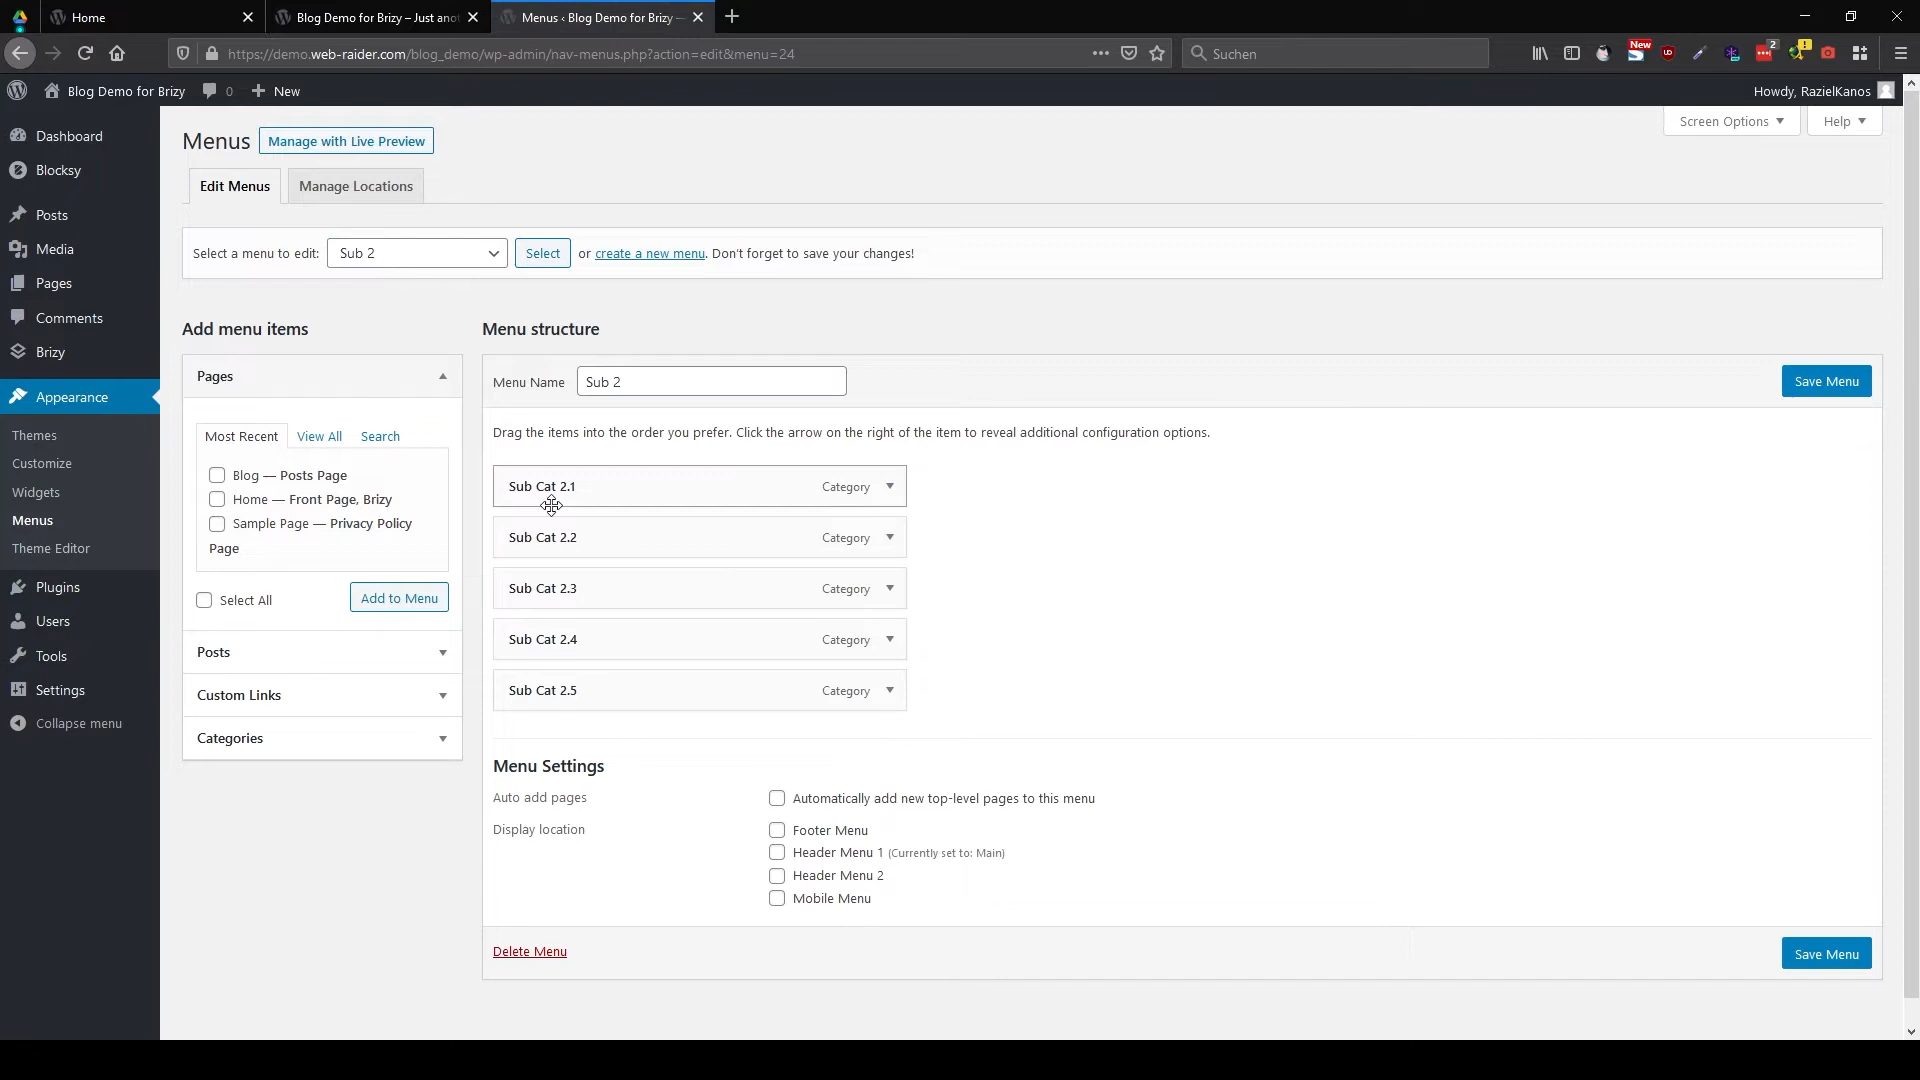 Home
Blog Demo for Brizy – Just anot
Menus ‹ Blog Demo for Brizy —
https://demo.web-raider.com/blog_demo/wp-admin/nav-menus.php?action=edit&menu=24
Suchen
New
2
Blog Demo for Brizy
0
New
Howdy, RazielKanos
Dashboard
Blocksy
Posts
Media
Pages
Comments
Brizy
Appearance
Themes
Customize
Widgets
Menus
Theme Editor
Plugins
Users
Tools
Settings
Collapse menu
Screen Options
Help
Menus
Manage with Live Preview
Edit Menus
Manage Locations
Select a menu to edit:
Sub 2
Select
or create a new menu. Don't forget to save your changes!
Add menu items
Pages
Most Recent
View All
Search
Blog — Posts Page
Home — Front Page, Brizy
Sample Page — Privacy Policy
Page
Select All
Add to Menu
Posts
Custom Links
Categories
Menu structure
Menu Name
Sub 2
Save Menu
Drag the items into the order you prefer. Click the arrow on the right of the item to reveal additional configuration options.
Sub Cat 2.1
Category
Sub Cat 2.2
Category
Sub Cat 2.3
Category
Sub Cat 2.4
Category
Sub Cat 2.5
Category
Menu Settings
Auto add pages
Automatically add new top-level pages to this menu
Display location
Footer Menu
Header Menu 1 (Currently set to: Main)
Header Menu 2
Mobile Menu
Delete Menu
Save Menu